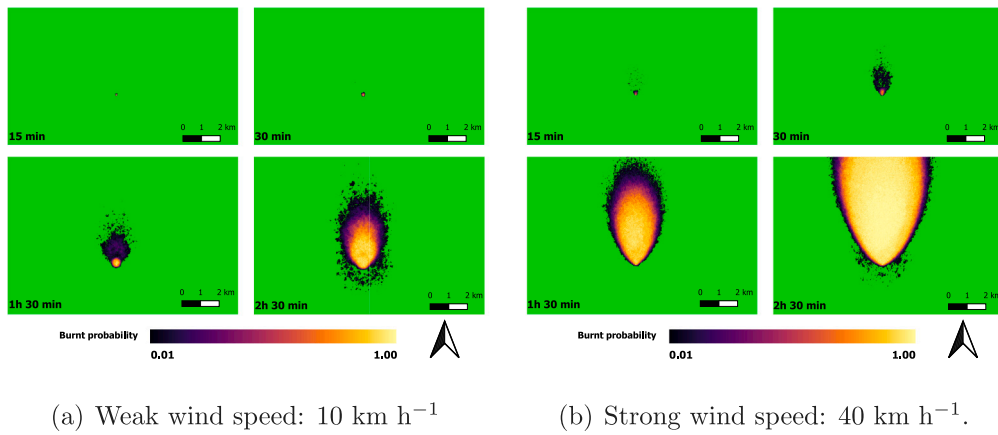 15 min
0 1 2 km
30 min
0 1 2 km
1h 30 min
0 1 2 km
2h 30 min
0 1 2 km
Burnt probability
0.01 1.00
(a) Weak wind speed: 10 km h⁻¹
15 min
0 1 2 km
30 min
0 1 2 km
1h 30 min
0 1 2 km
2h 30 min
0 1 2 km
Burnt probability
0.01 1.00
(b) Strong wind speed: 40 km h⁻¹.